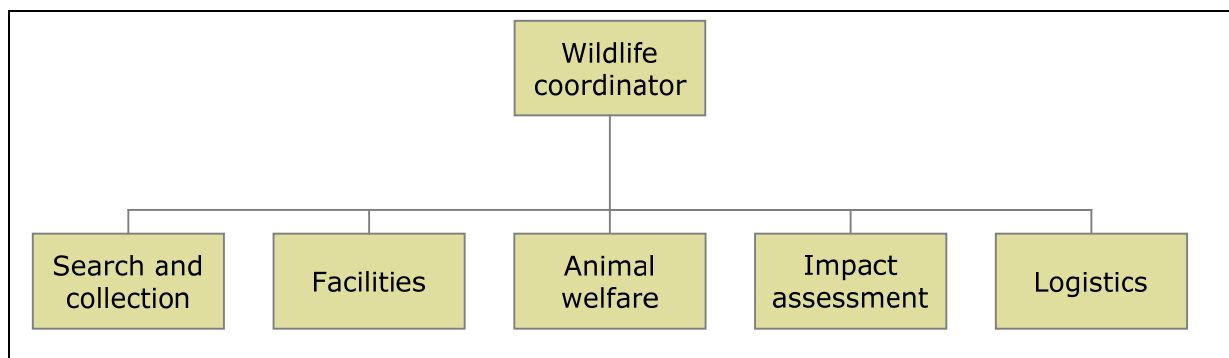 Wildlife
coordinator
Search and
collection
Facilities
Animal
welfare
Impact
assessment
Logistics